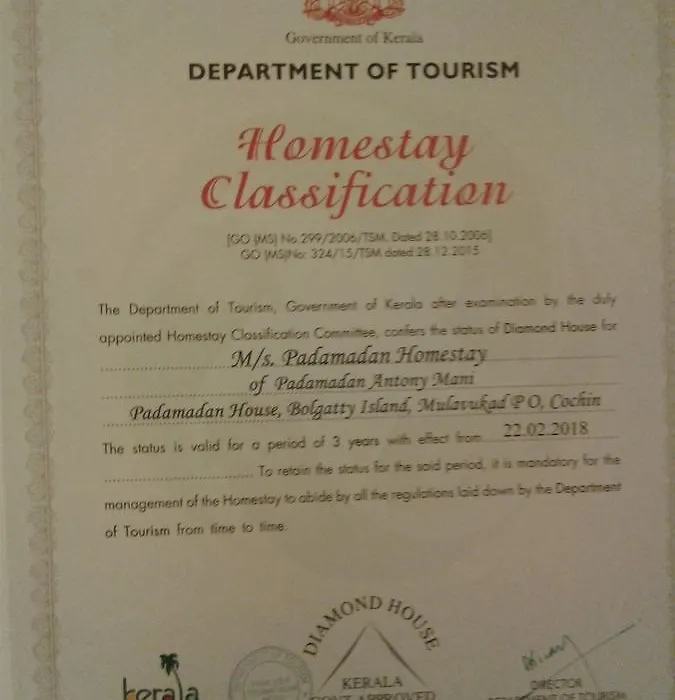 Government of Kerala
DEPARTMENT OF TOURISM
Homestay
Classification
[GO (MS) No.299/2006/TSM, Dated 28.10.2006]
GO (MS)No: 324/15/TSM dated:28.12.2015
The Department of Tourism, Government of Kerala after examination by the duly
appointed Homestay Classification Committee, confers the status of Diamond House for
M/s. Padamadan Homestay
of Padamadan Antony Mani
Padamadan House, Bolgatty Island, Mulavukad P O, Cochin
The status is valid for a period of 3 years with effect from 22.02.2018
To retain the status for the said period, it is mandatory for the
management of the Homestay to abide by all the regulations laid down by the Department
of Tourism from time to time.
DIAMOND HOUSE
KERALA
GOVT APPROVED
kerala
DIRECTOR
DEPARTMENT OF TOURISM